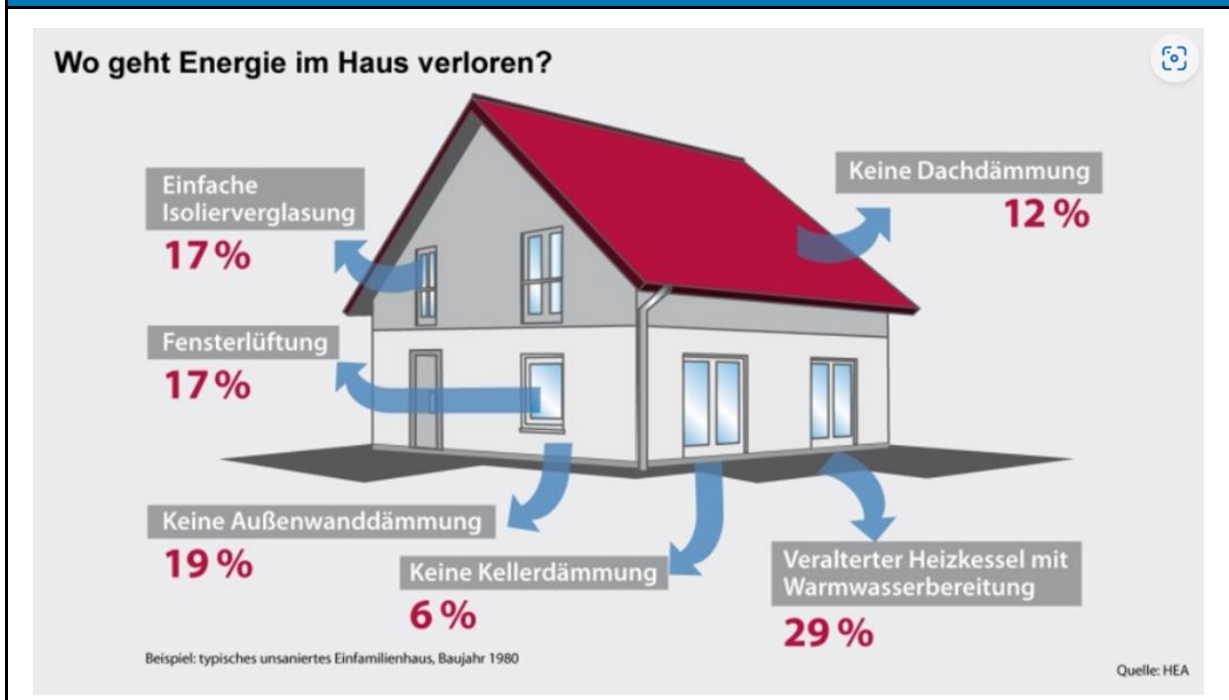 Wo geht Energie im Haus verloren?
Keine Dachdämmung
12 %
Einfache
Isolierverglasung
17 %
Fensterlüftung
17 %
Keine Außenwanddämmung
19 %
Keine Kellerdämmung
6 %
Veralterter Heizkessel mit
Warmwasserbereitung
29 %
Beispiel: typisches unsaniertes Einfamilienhaus, Baujahr 1980
Quelle: HEA